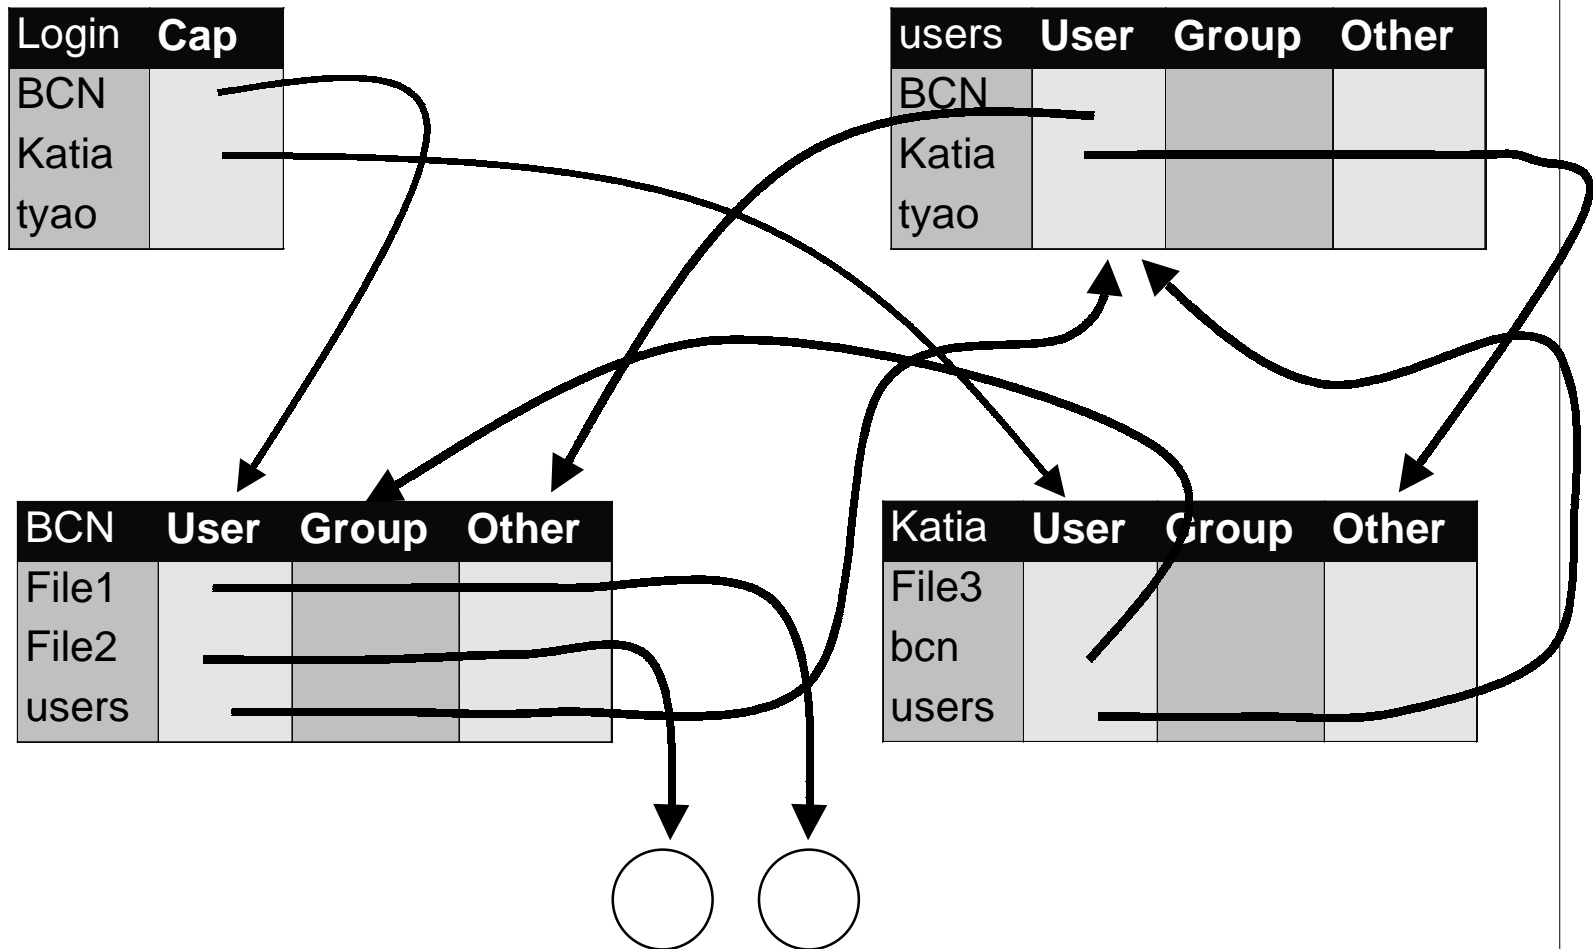 Login Cap
BCN
Katia
tyao
users User Group Other
BCN
Katia
tyao
BCN User Group Other
File1
File2
users
Katia User Group Other
File3
bcn
users